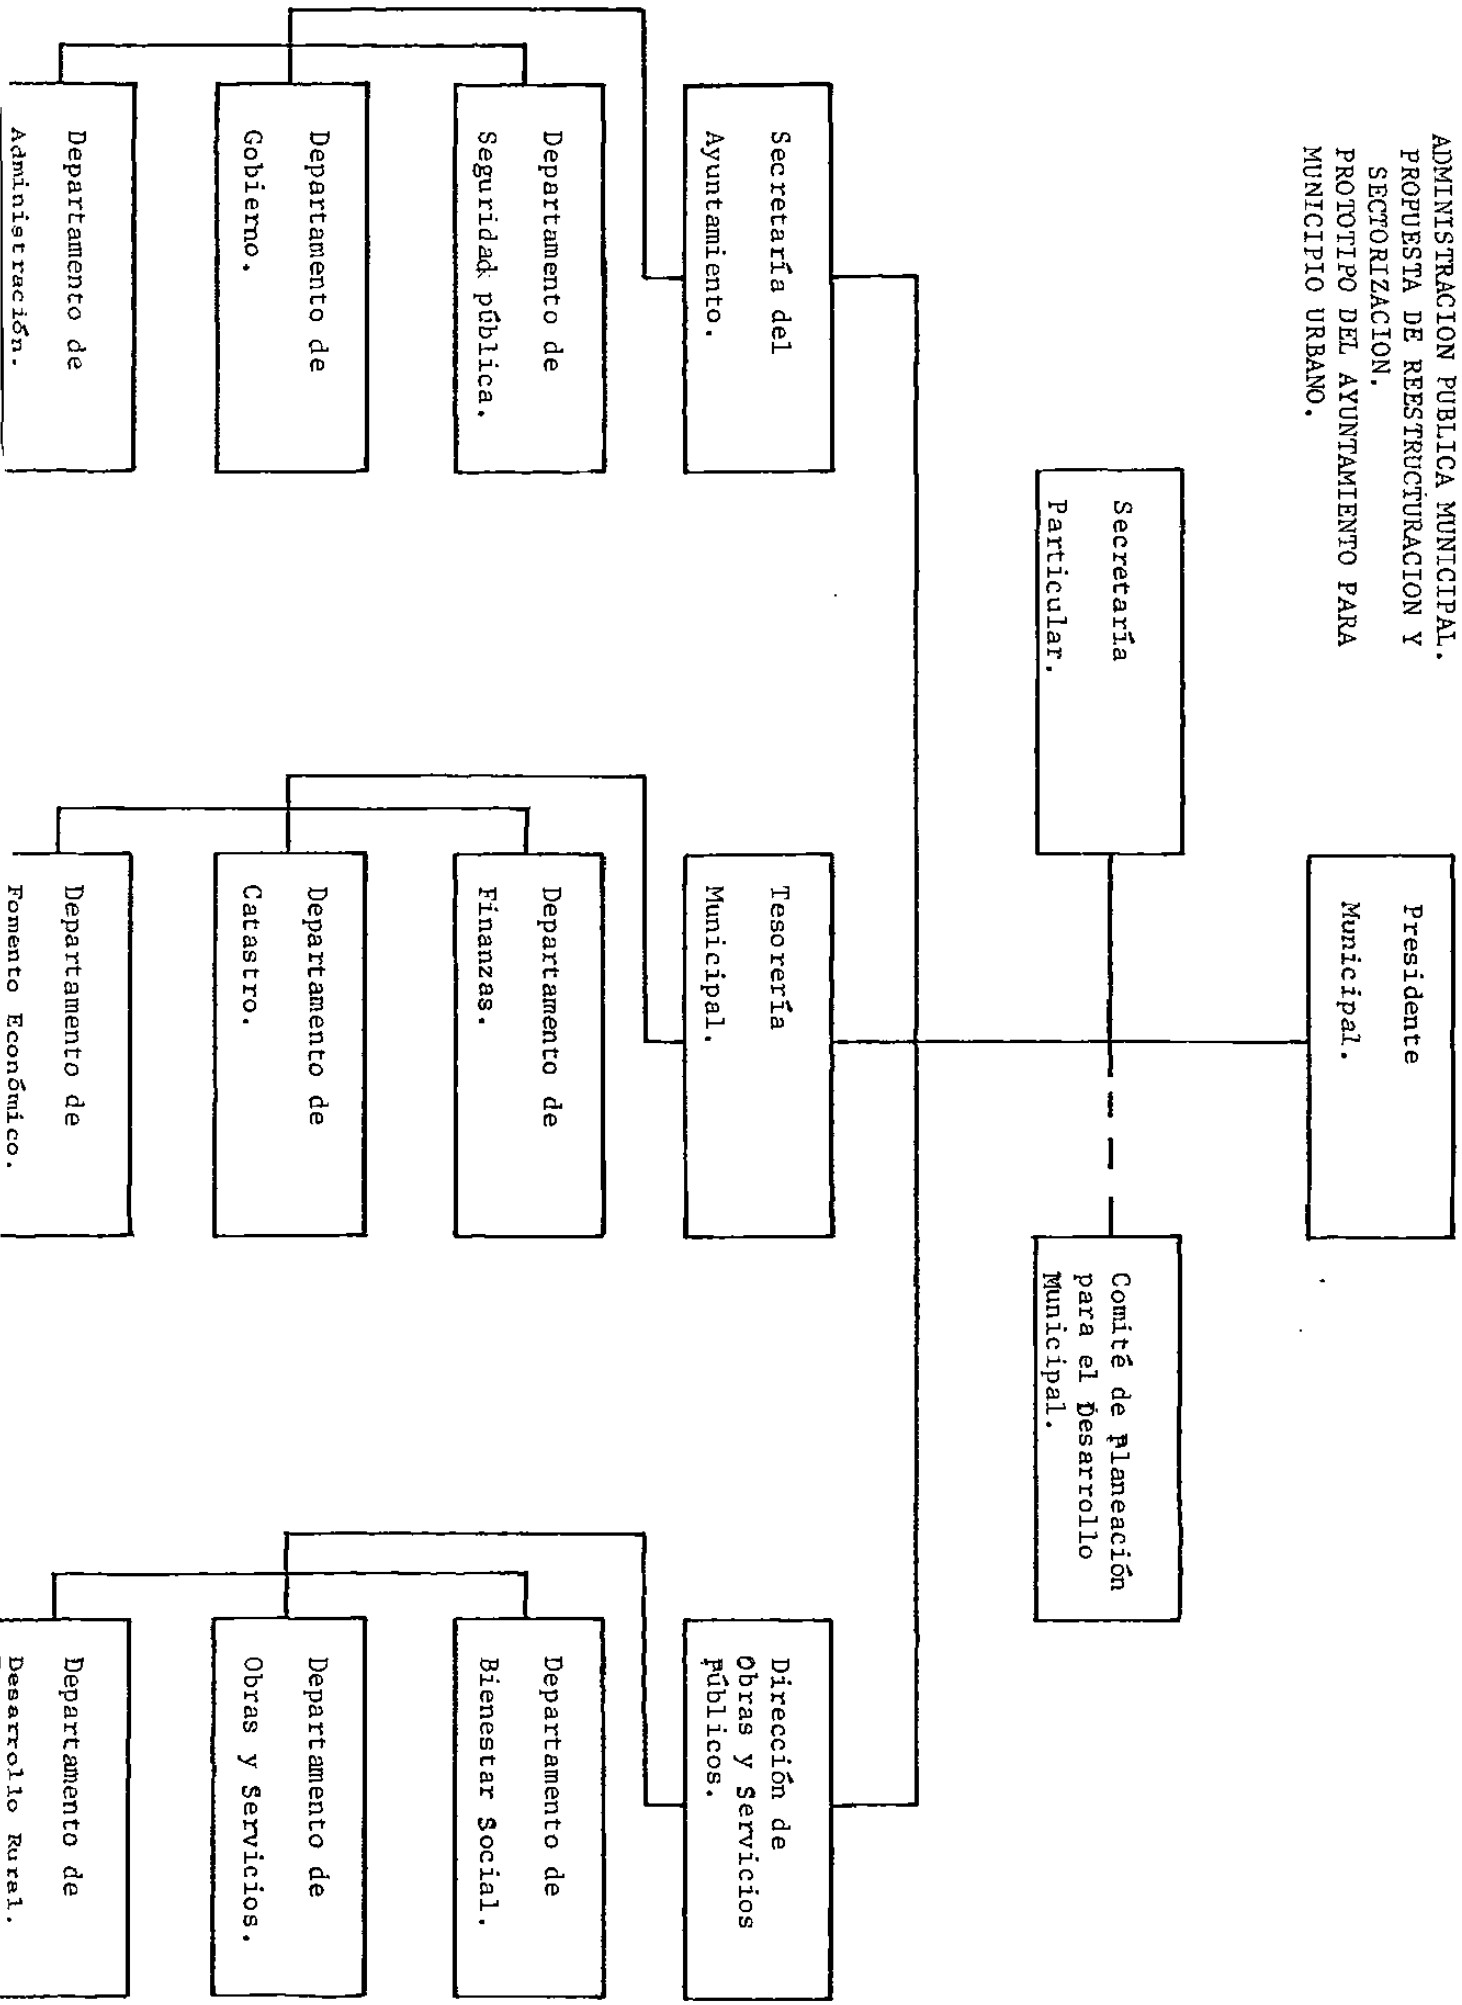 ADMINISTRACION PUBLICA MUNICIPAL.
PROPUESTA DE REESTRUCTURACION Y
SECTORIZACION.
PROTOTIPO DEL AYUNTAMIENTO PARA
MUNICIPIO URBANO.
Presidente
Municipal.
Secretaría
Particular.
Comité de Planeación
para el Desarrollo
Municipal.
Secretaría del
Ayuntamiento.
Tesorería
Municipal.
Dirección de
Obras y Servicios
Públicos.
Departamento de
Seguridad pública.
Departamento de
Finanzas.
Departamento de
Bienestar Social.
Departamento de
Gobierno.
Departamento de
Catastro.
Departamento de
Obras y Servicios.
Departamento de
Administración.
Departamento de
Fomento Económico.
Departamento de
Desarrollo Rural.